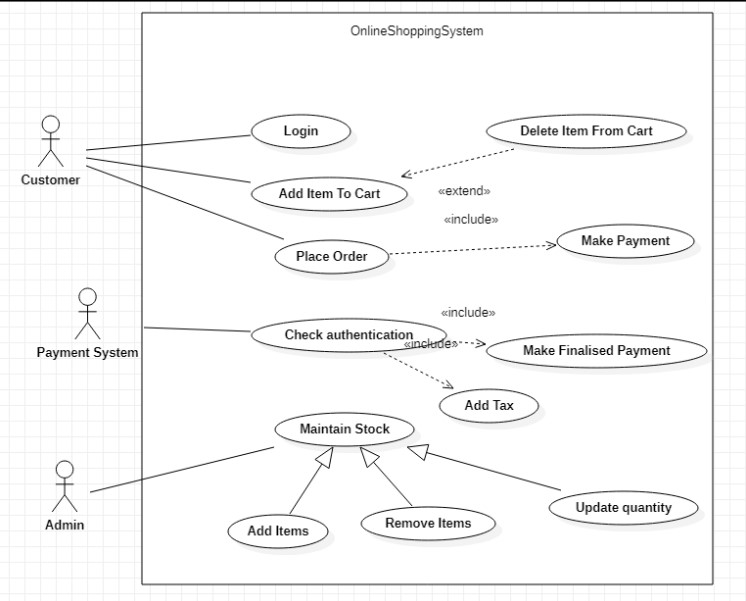 OnlineShoppingSystem
Login
Delete Item From Cart
Customer
Add Item To Cart
«extend»
«include»
Place Order
Make Payment
«include»
Payment System
Check authentication
«include»
Make Finalised Payment
Add Tax
Maintain Stock
Admin
Add Items
Remove Items
Update quantity